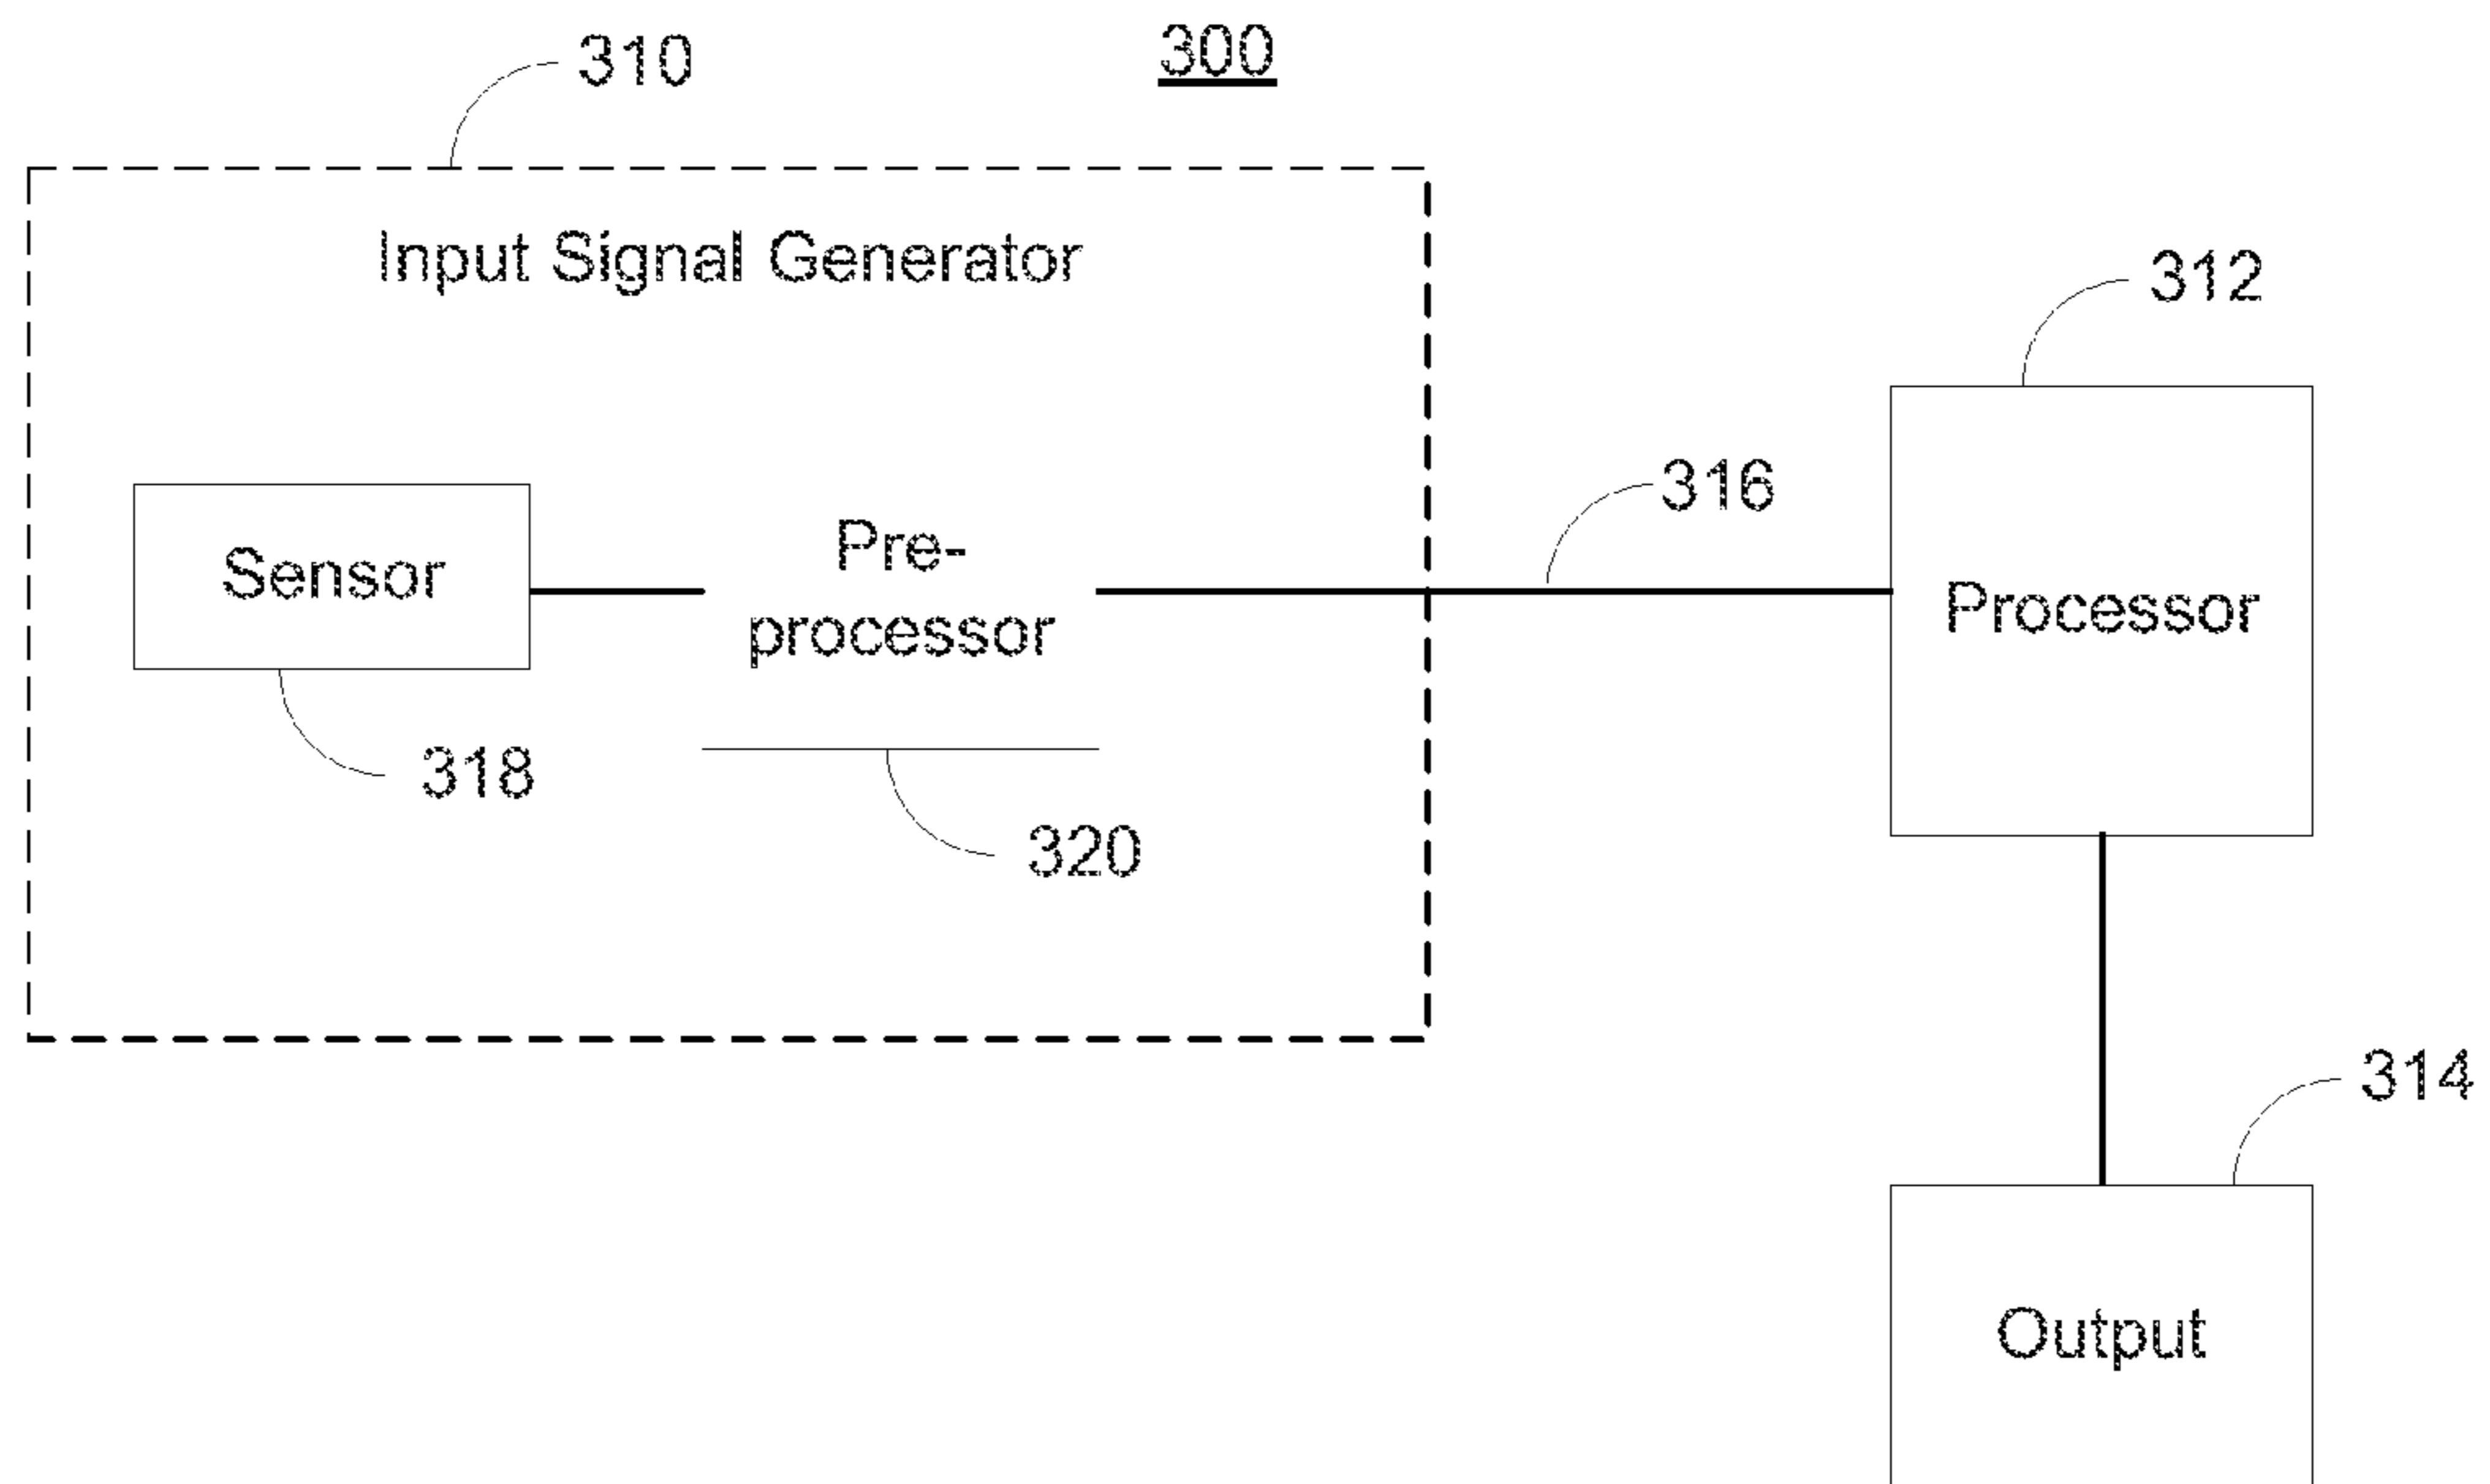 310
300
Input Signal Generator
312
316
Sensor
Pre-
processor
Processor
318
320
314
Output